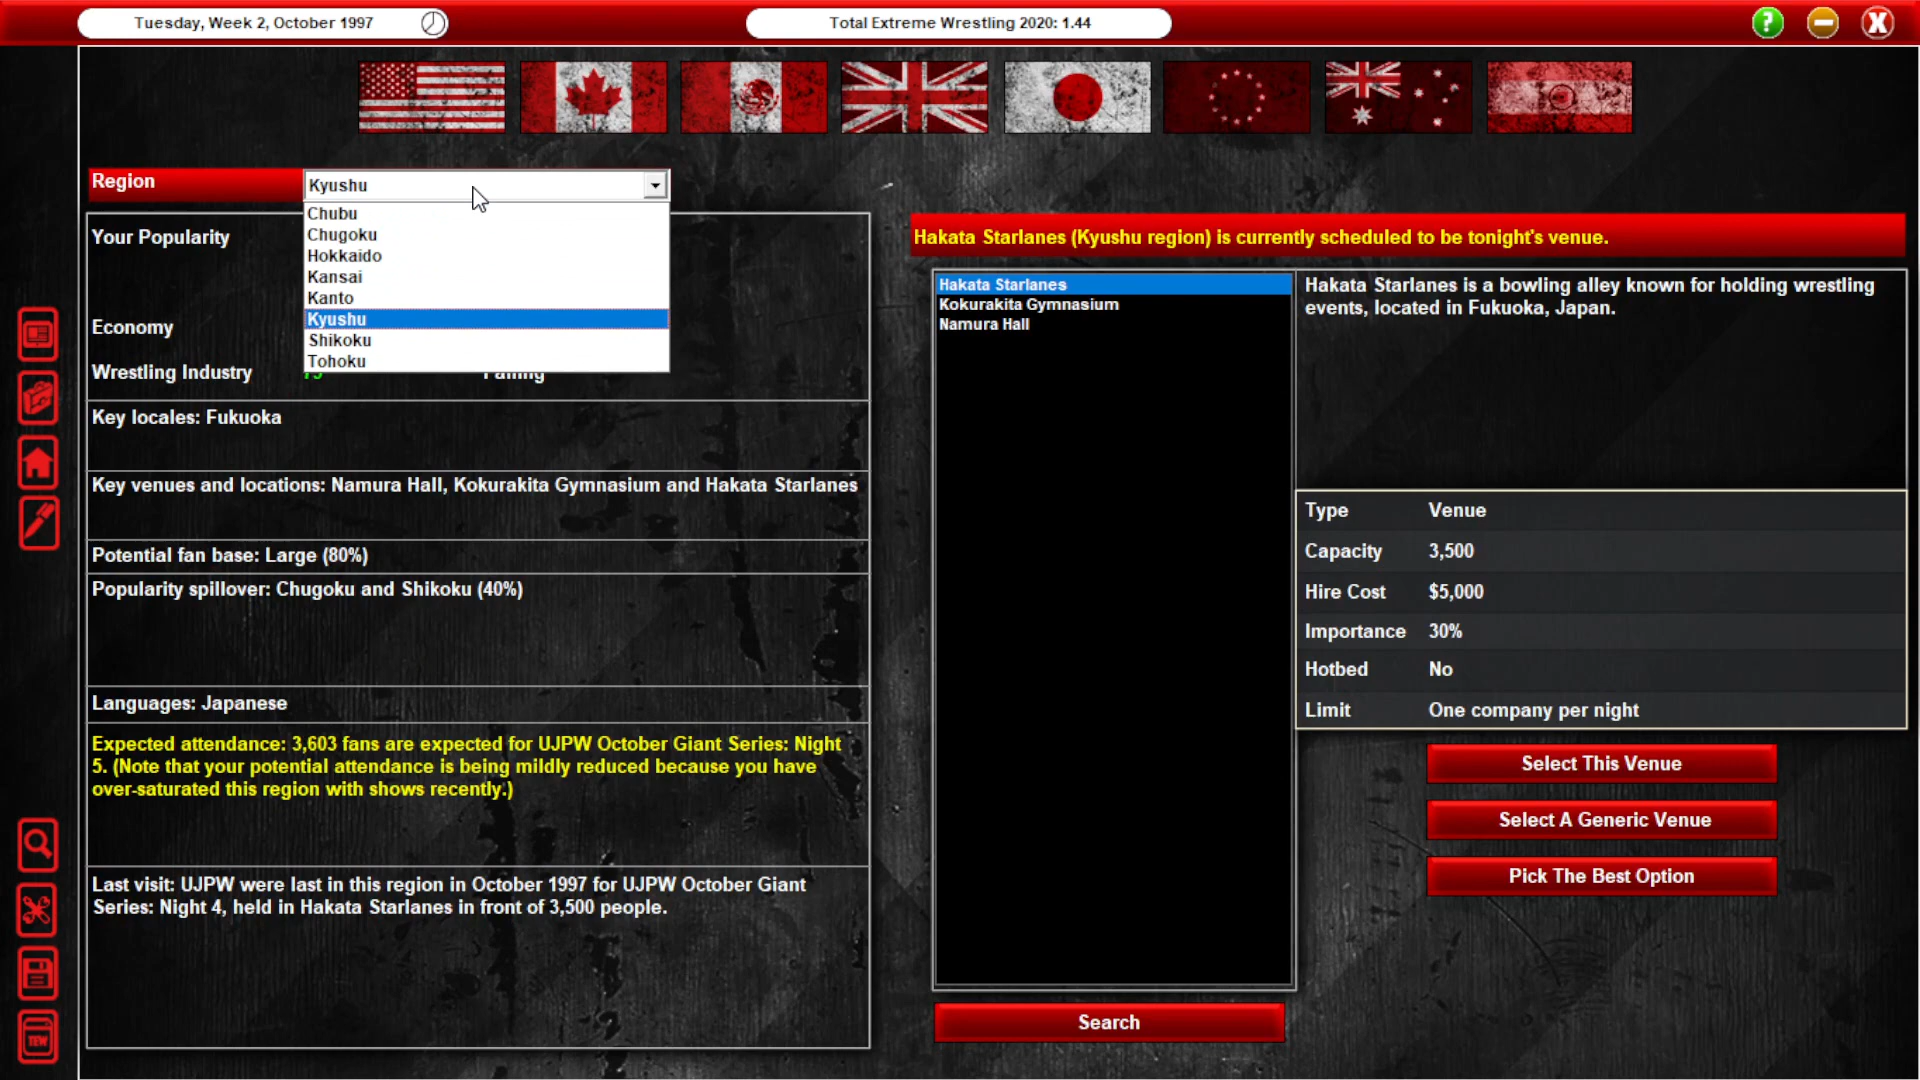 Tuesday, Week 2, October 1997
Total Extreme Wrestling 2020: 1.44
Region
Kyushu
Chubu
Chugoku
Hokkaido
Kansai
Kanto
Kyushu
Shikoku
Tohoku
Your Popularity
Economy
Wrestling Industry
Falling
Key locales: Fukuoka
Key venues and locations: Namura Hall, Kokurakita Gymnasium and Hakata Starlanes
Potential fan base: Large (80%)
Popularity spillover: Chugoku and Shikoku (40%)
Languages: Japanese
Expected attendance: 3,603 fans are expected for UJPW October Giant Series: Night
5. (Note that your potential attendance is being mildly reduced because you have
over-saturated this region with shows recently.)
Last visit: UJPW were last in this region in October 1997 for UJPW October Giant
Series: Night 4, held in Hakata Starlanes in front of 3,500 people.
Hakata Starlanes (Kyushu region) is currently scheduled to be tonight's venue.
Hakata Starlanes
Kokurakita Gymnasium
Namura Hall
Hakata Starlanes is a bowling alley known for holding wrestling
events, located in Fukuoka, Japan.
Type Venue
Capacity 3,500
Hire Cost $5,000
Importance 30%
Hotbed No
Limit One company per night
Select This Venue
Select A Generic Venue
Pick The Best Option
Search
TEW